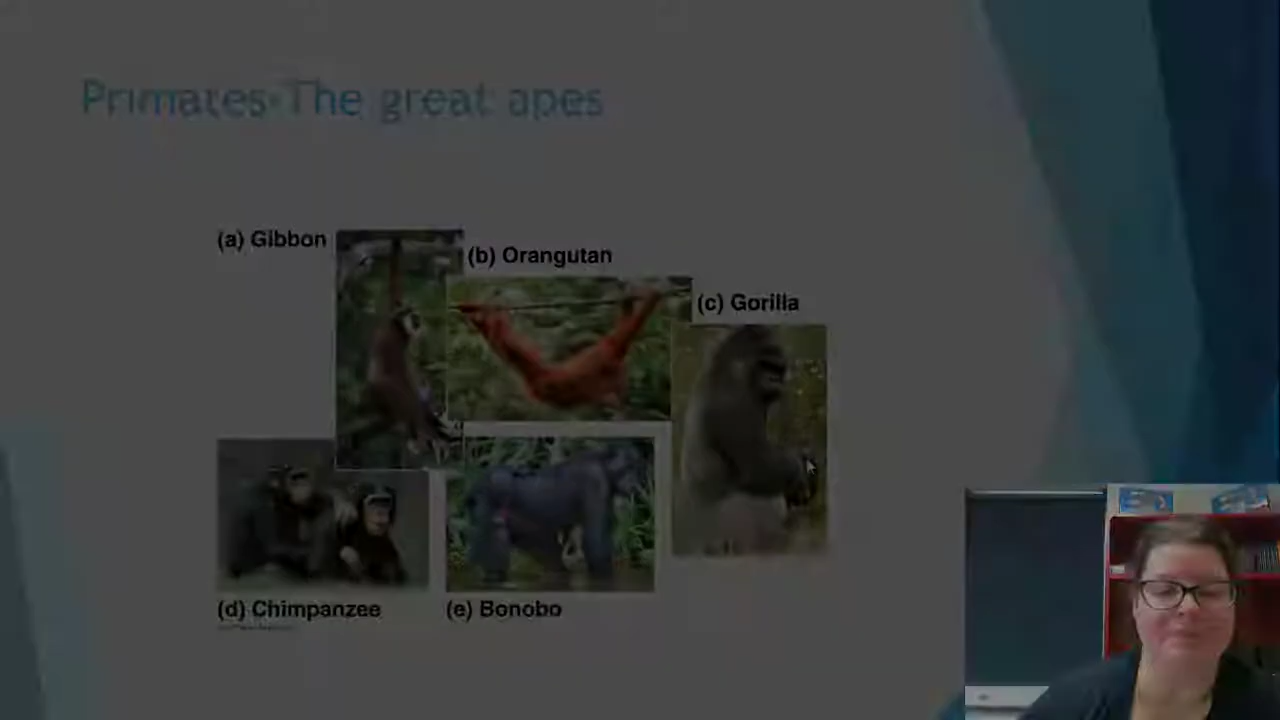 Primates-The great apes
(a) Gibbon
(b) Orangutan
(c) Gorilla
(d) Chimpanzee
(e) Bonobo